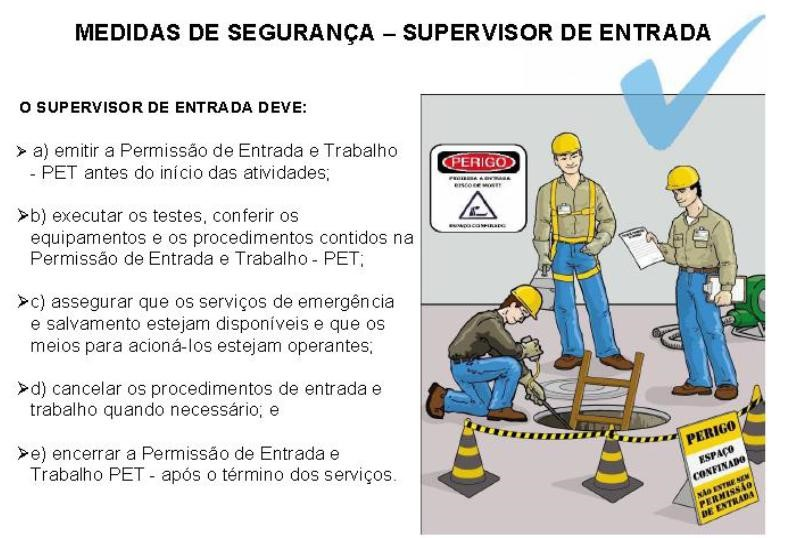 MEDIDAS DE SEGURANÇA – SUPERVISOR DE ENTRADA
O SUPERVISOR DE ENTRADA DEVE:
➢ a) emitir a Permissão de Entrada e Trabalho
- PET antes do início das atividades;
➢b) executar os testes, conferir os
equipamentos e os procedimentos contidos na
Permissão de Entrada e Trabalho - PET;
➢c) assegurar que os serviços de emergência
e salvamento estejam disponíveis e que os
meios para acioná-los estejam operantes;
➢d) cancelar os procedimentos de entrada e
trabalho quando necessário; e
➢e) encerrar a Permissão de Entrada e
Trabalho PET - após o término dos serviços.
PERIGO
PROIBIDA A ENTRADA
RISCO DE MORTE
ESPAÇO CONFINADO
PERIGO
ESPAÇO
CONFINADO
NÃO ENTRE SEM
PERMISSÃO
DE ENTRADA